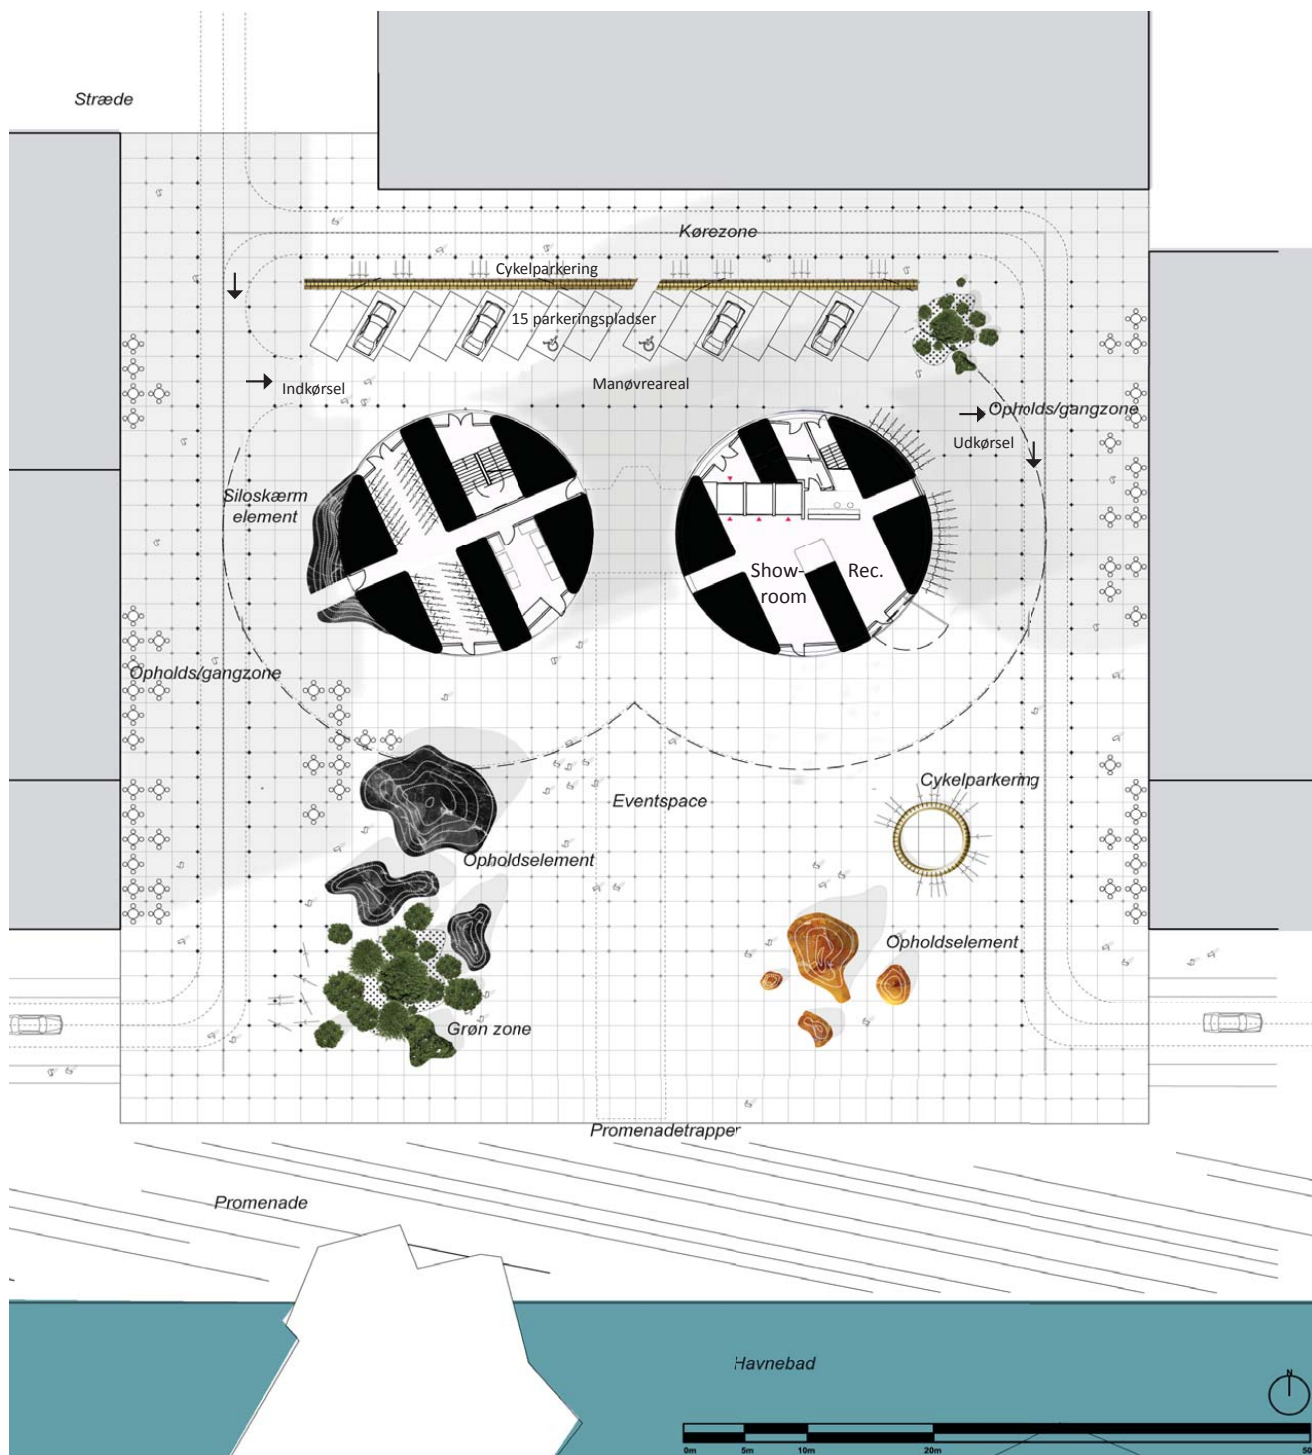 Stræde
Kørezone
Cykelparkering
15 parkeringspladser
Indkørsel
Manøvreareal
Opholds/gangzone
Udkørsel
Siloskærm
element
Show-
room
Rec.
Opholds/gangzone
Cykelparkering
Eventspace
Opholdselement
Opholdselement
Grøn zone
Promenadetrapper
Promenade
Havnebad
N
0m 5m 10m 20m 50